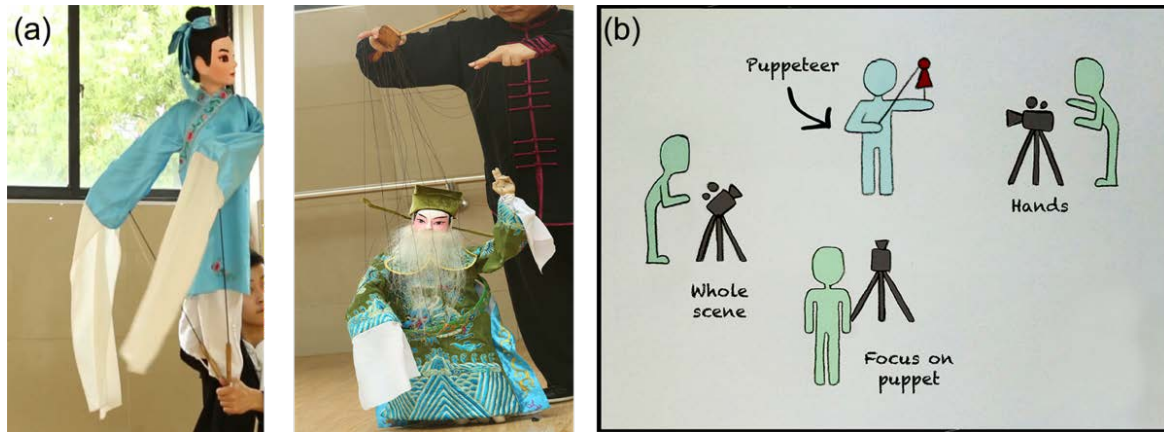 (a)
(b)
Puppeteer
Hands
Whole
scene
Focus on
puppet